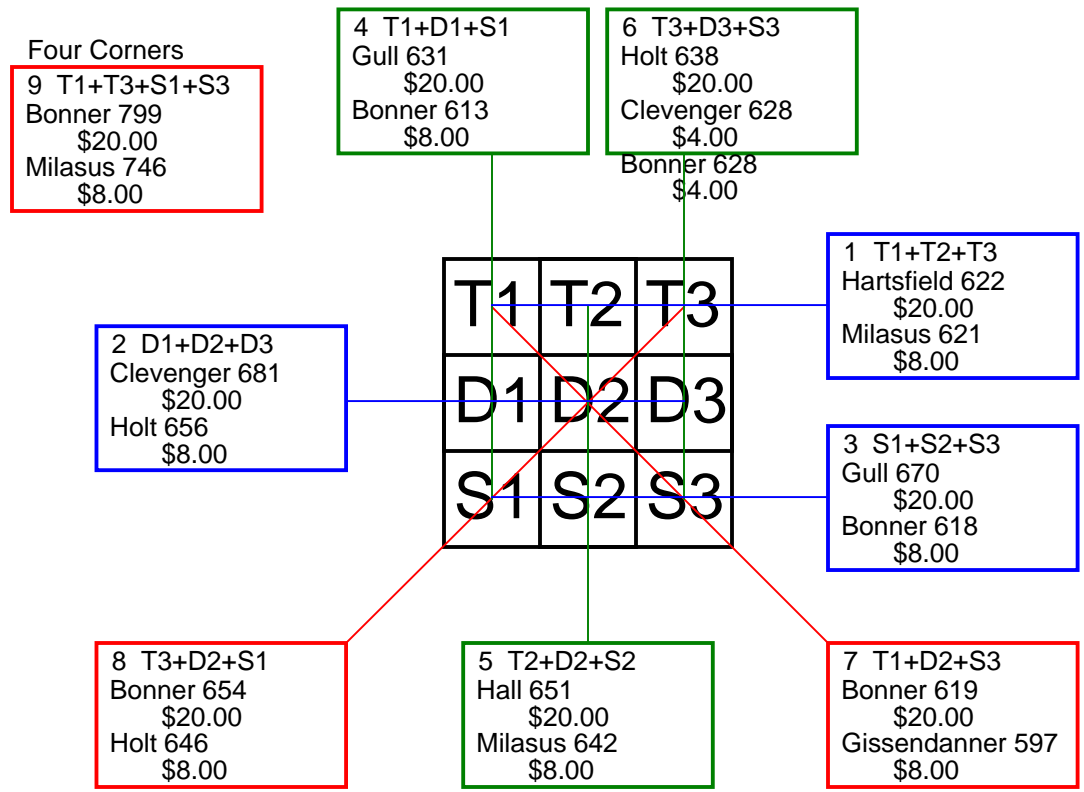 Four Corners
9 T1+T3+S1+S3
Bonner 799
$20.00
Milasus 746
$8.00
4 T1+D1+S1
Gull 631
$20.00
Bonner 613
$8.00
6 T3+D3+S3
Holt 638
$20.00
Clevenger 628
$4.00
Bonner 628
$4.00
1 T1+T2+T3
Hartsfield 622
$20.00
Milasus 621
$8.00
2 D1+D2+D3
Clevenger 681
$20.00
Holt 656
$8.00
T1 T2 T3
D1 D2 D3
S1 S2 S3
3 S1+S2+S3
Gull 670
$20.00
Bonner 618
$8.00
8 T3+D2+S1
Bonner 654
$20.00
Holt 646
$8.00
5 T2+D2+S2
Hall 651
$20.00
Milasus 642
$8.00
7 T1+D2+S3
Bonner 619
$20.00
Gissendanner 597
$8.00